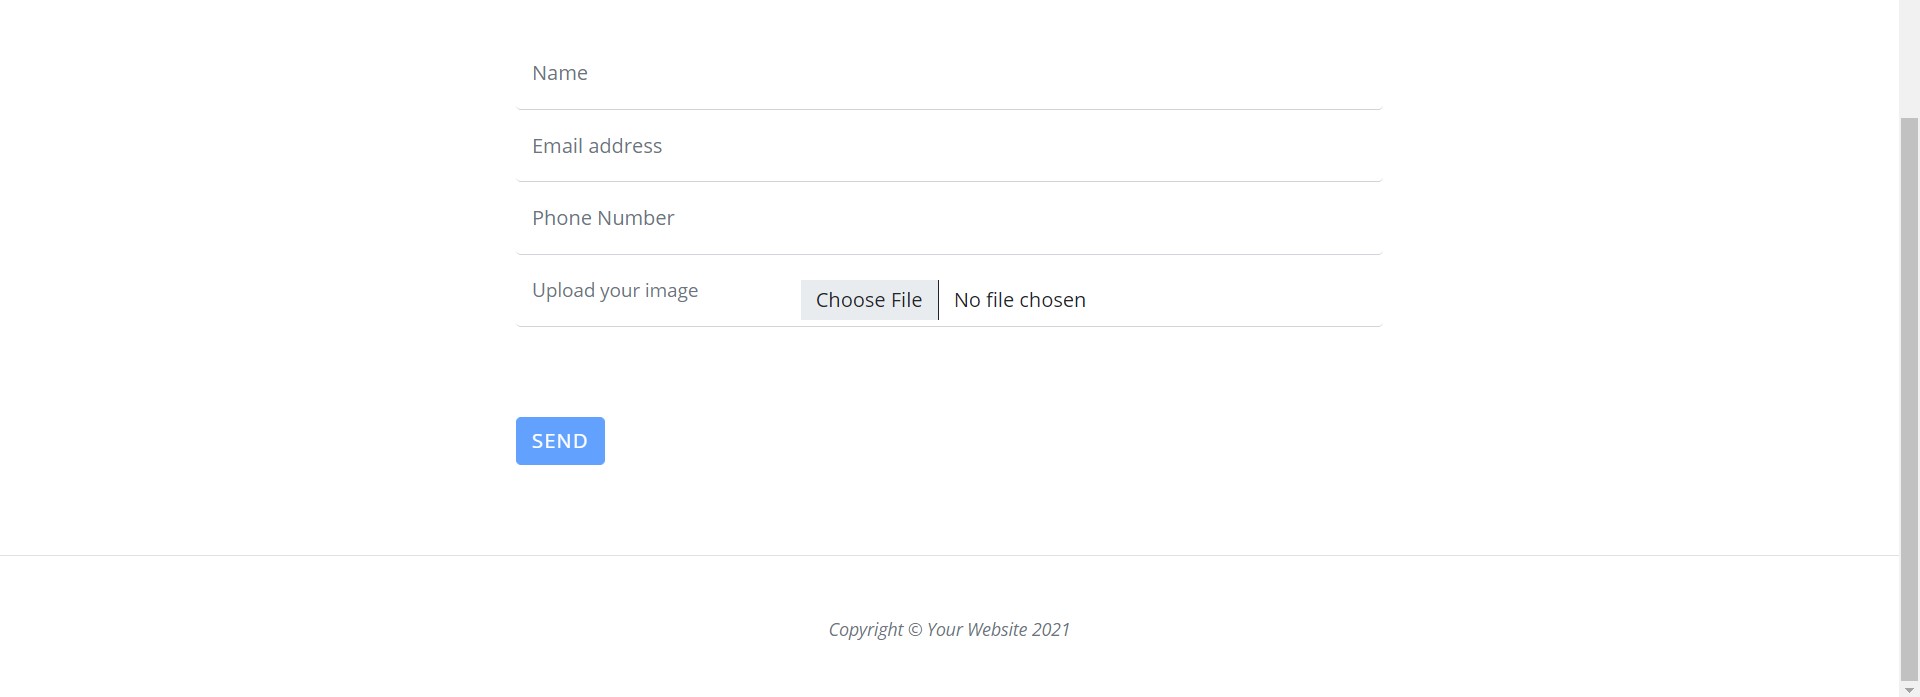 Name
Email address
Phone Number
Upload your image
Choose File No file chosen
SEND
Copyright © Your Website 2021